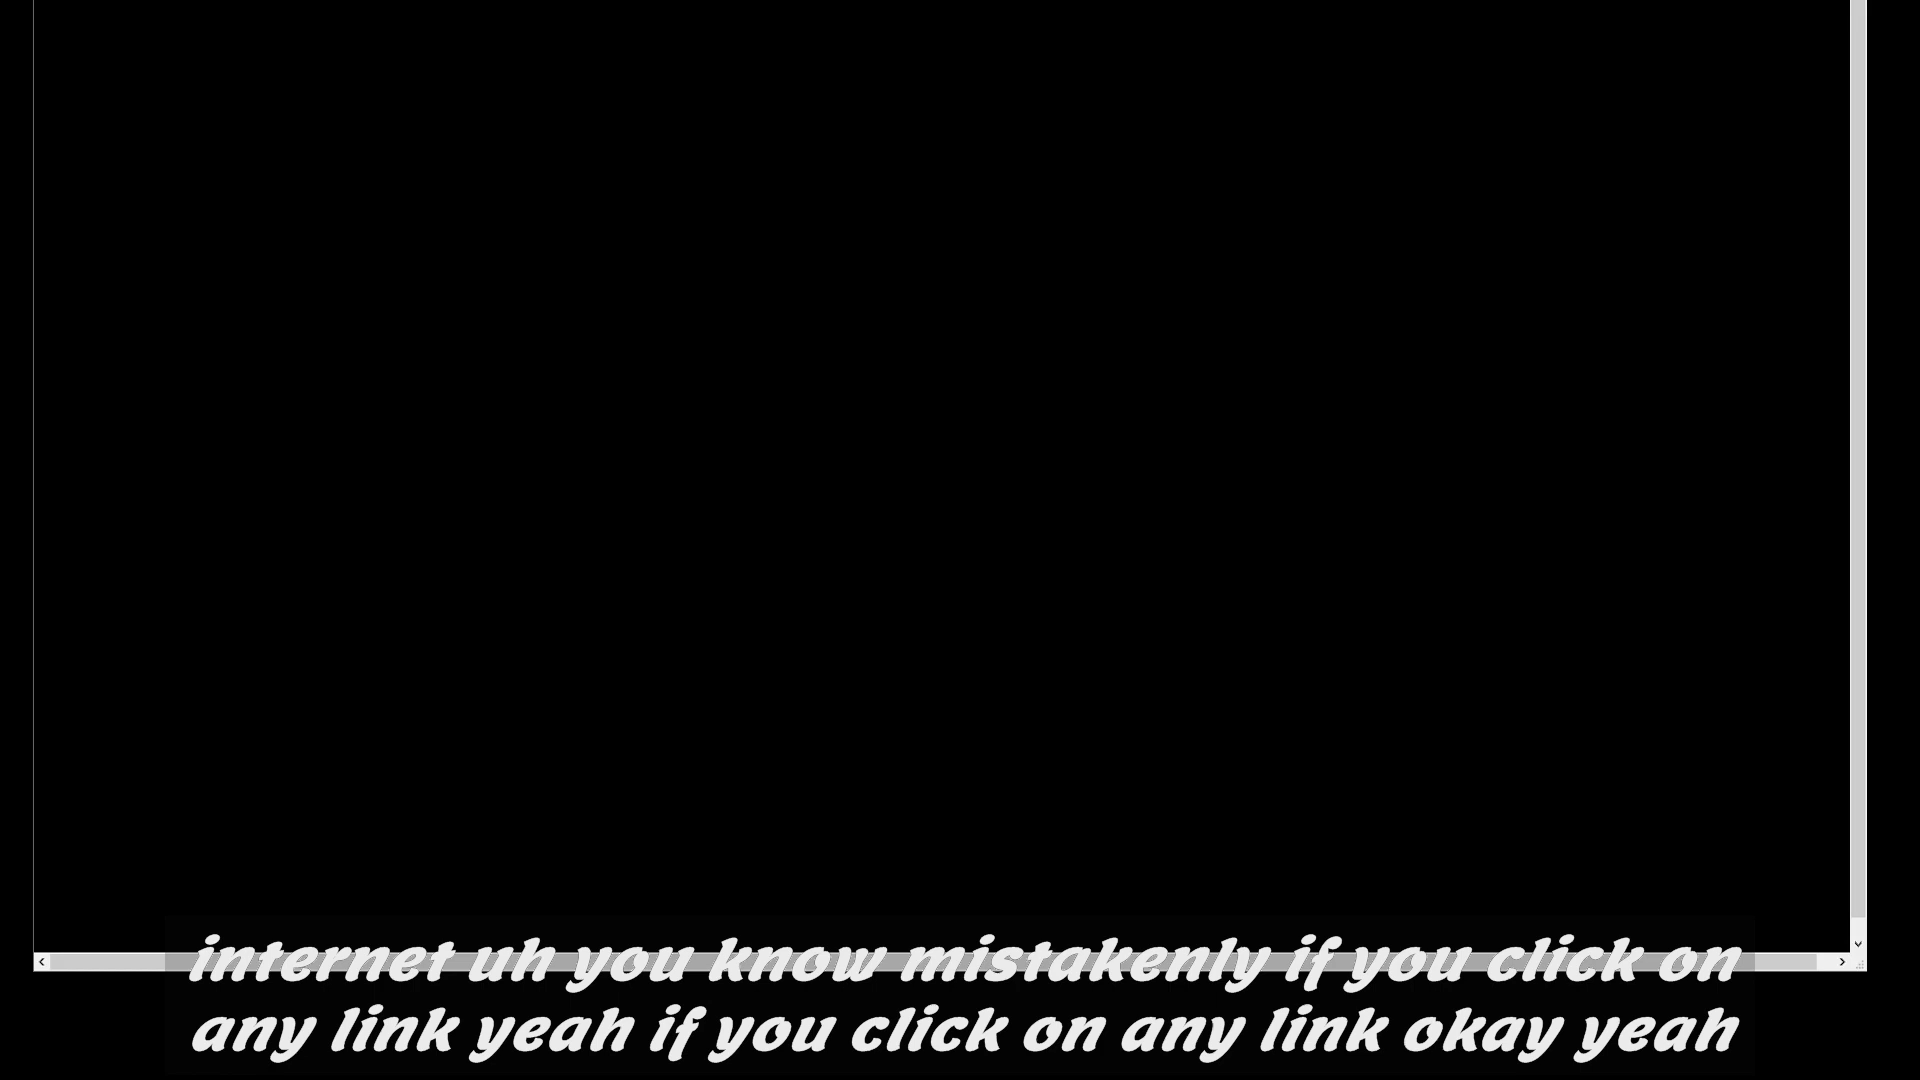 internet uh you know mistakenly if you click on
any link yeah if you click on any link okay yeah